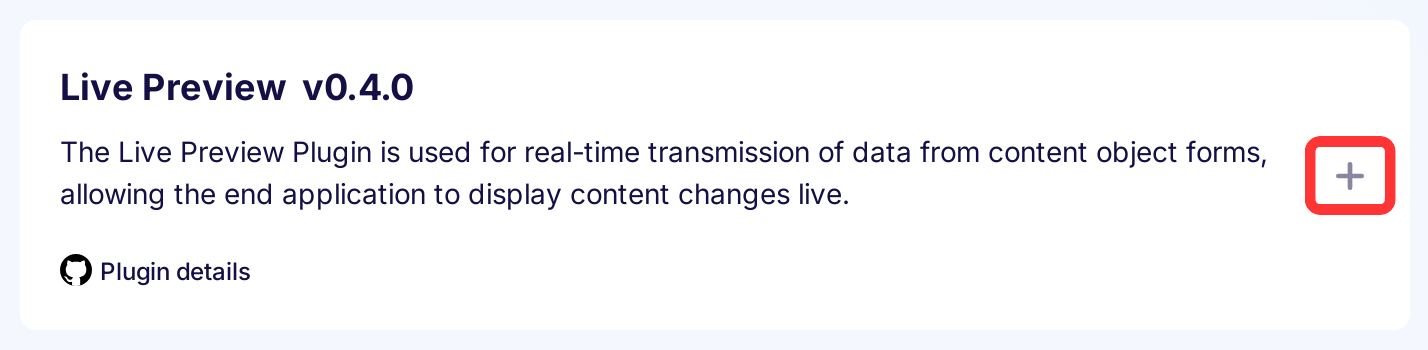 Live Preview v0.4.0
The Live Preview Plugin is used for real-time transmission of data from content object forms,
allowing the end application to display content changes live.
Plugin details